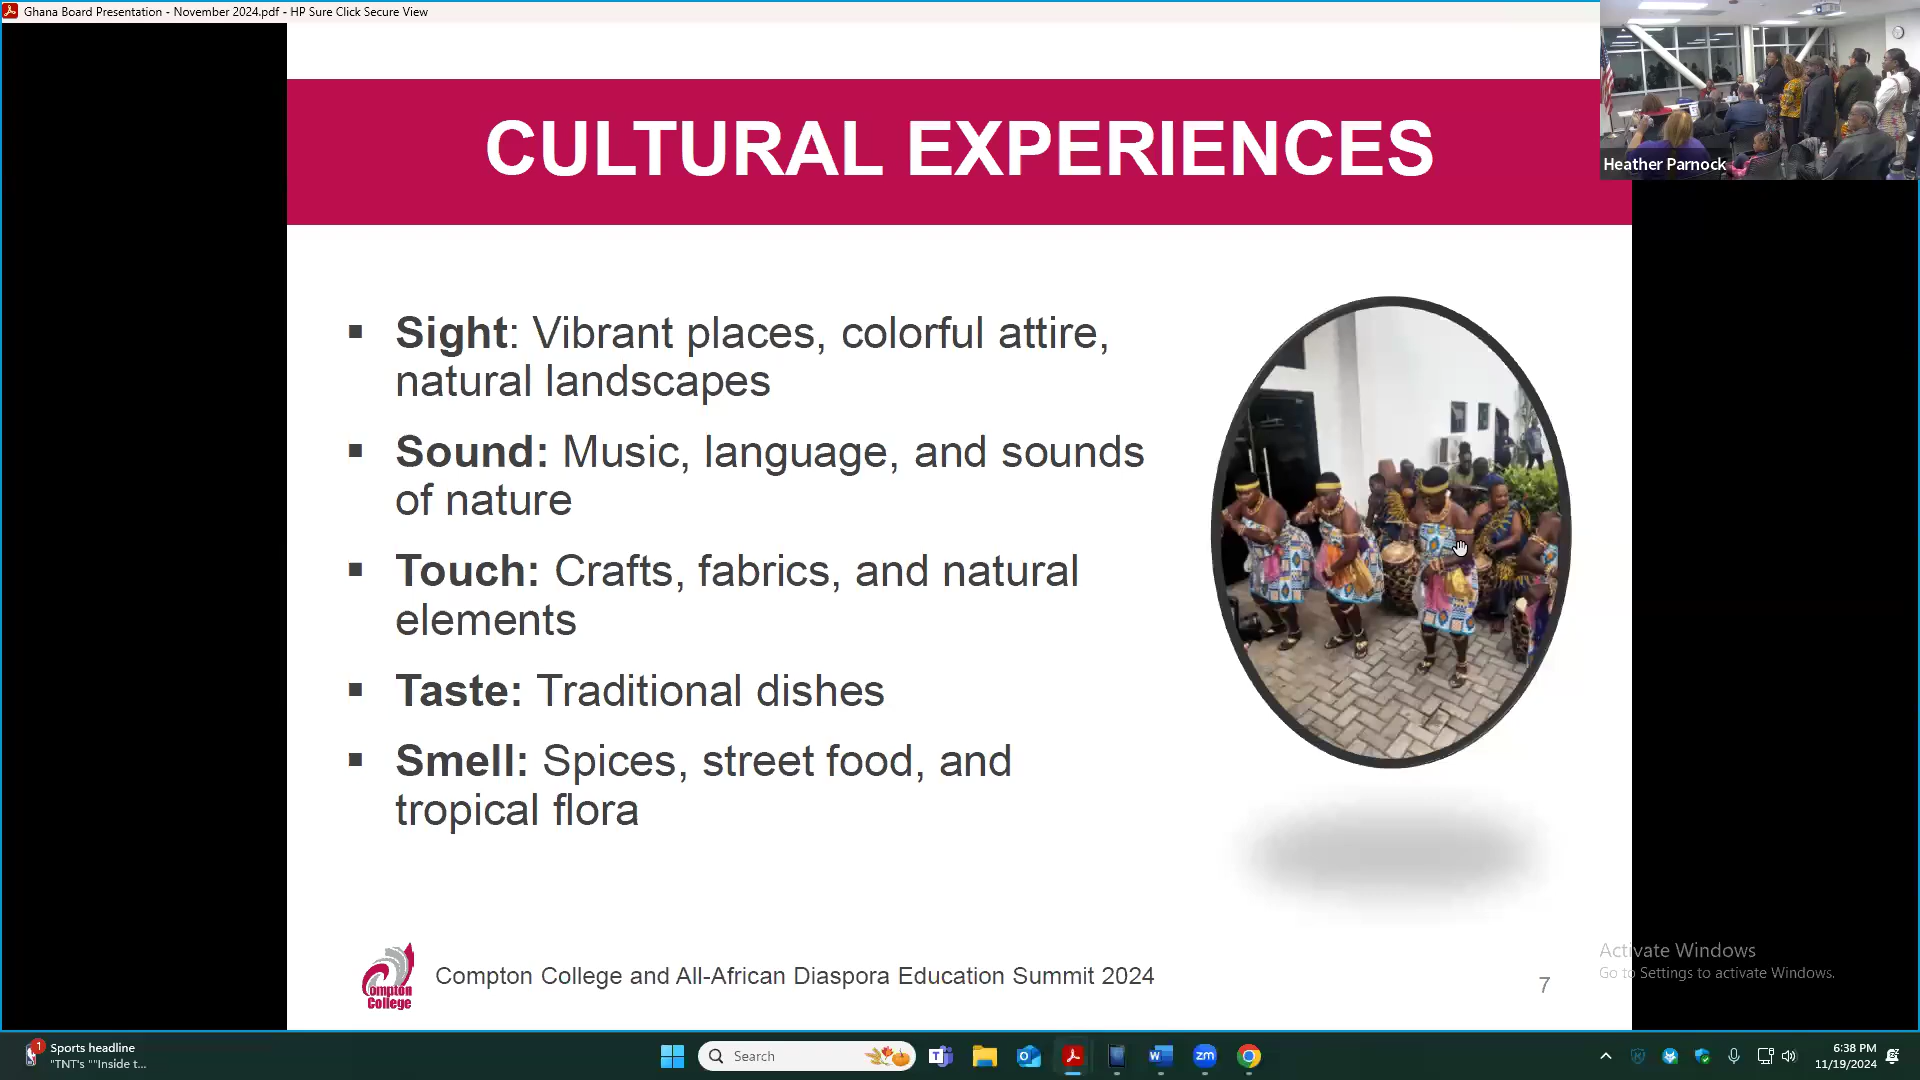 Ghana Board Presentation - November 2024.pdf - HP Sure Click Secure View
Heather Parnock
CULTURAL EXPERIENCES
▪ Sight: Vibrant places, colorful attire,
natural landscapes
▪ Sound: Music, language, and sounds
of nature
▪ Touch: Crafts, fabrics, and natural
elements
▪ Taste: Traditional dishes
▪ Smell: Spices, street food, and
tropical flora
Compton
College
Compton College and All-African Diaspora Education Summit 2024
7
Activate Windows
Go to Settings to activate Windows.
1
Sports headline
"TNT's ""Inside t...
Search
zm
6:38 PM
11/19/2024